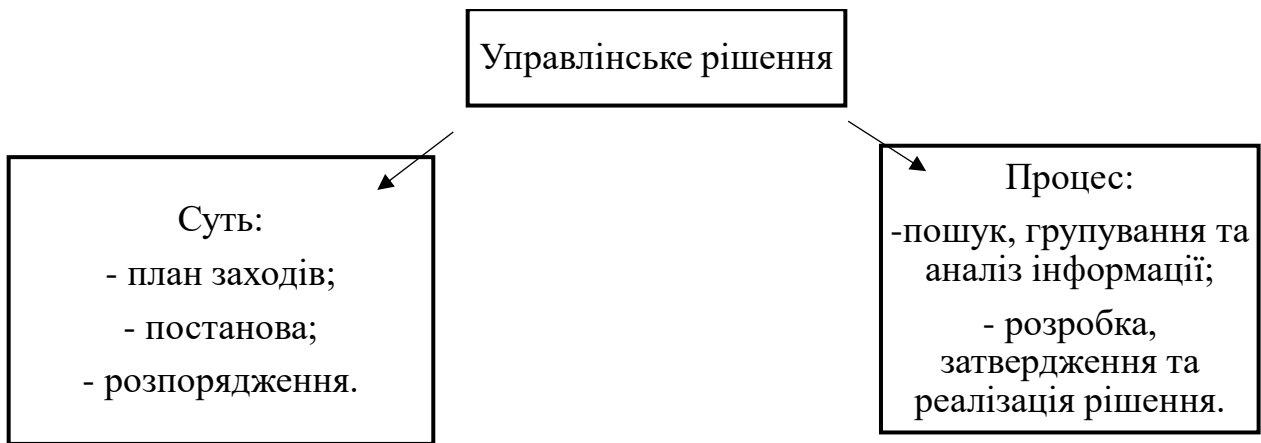 Управлінське рішення
Суть:
- план заходів;
- постанова;
- розпорядження.
Процес:
-пошук, групування та
аналіз інформації;
- розробка,
затвердження та
реалізація рішення.